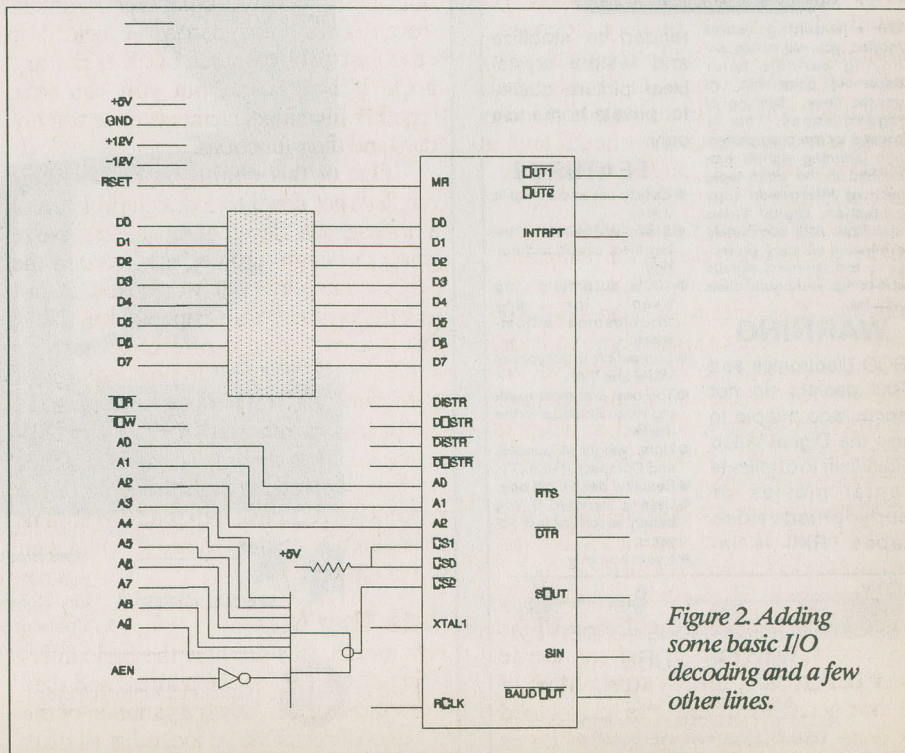 +5V
GND
+12V
-12V
RSET
D0
D1
D2
D3
D4
D5
D6
D7
IOR
IOW
A0
A1
A2
A3
A4
A5
A6
A7
A8
A9
AEN
+5V
MR
D0
D1
D2
D3
D4
D5
D6
D7
DISTR
DOSTR
DISTR
DOSTR
A0
A1
A2
CS1
CS0
CS2
XTAL1
RCLK
OUT1
OUT2
INTRPT
RTS
DTR
SOUT
SIN
BAUDOUT
Figure 2. Adding
some basic I/O
decoding and a few
other lines.